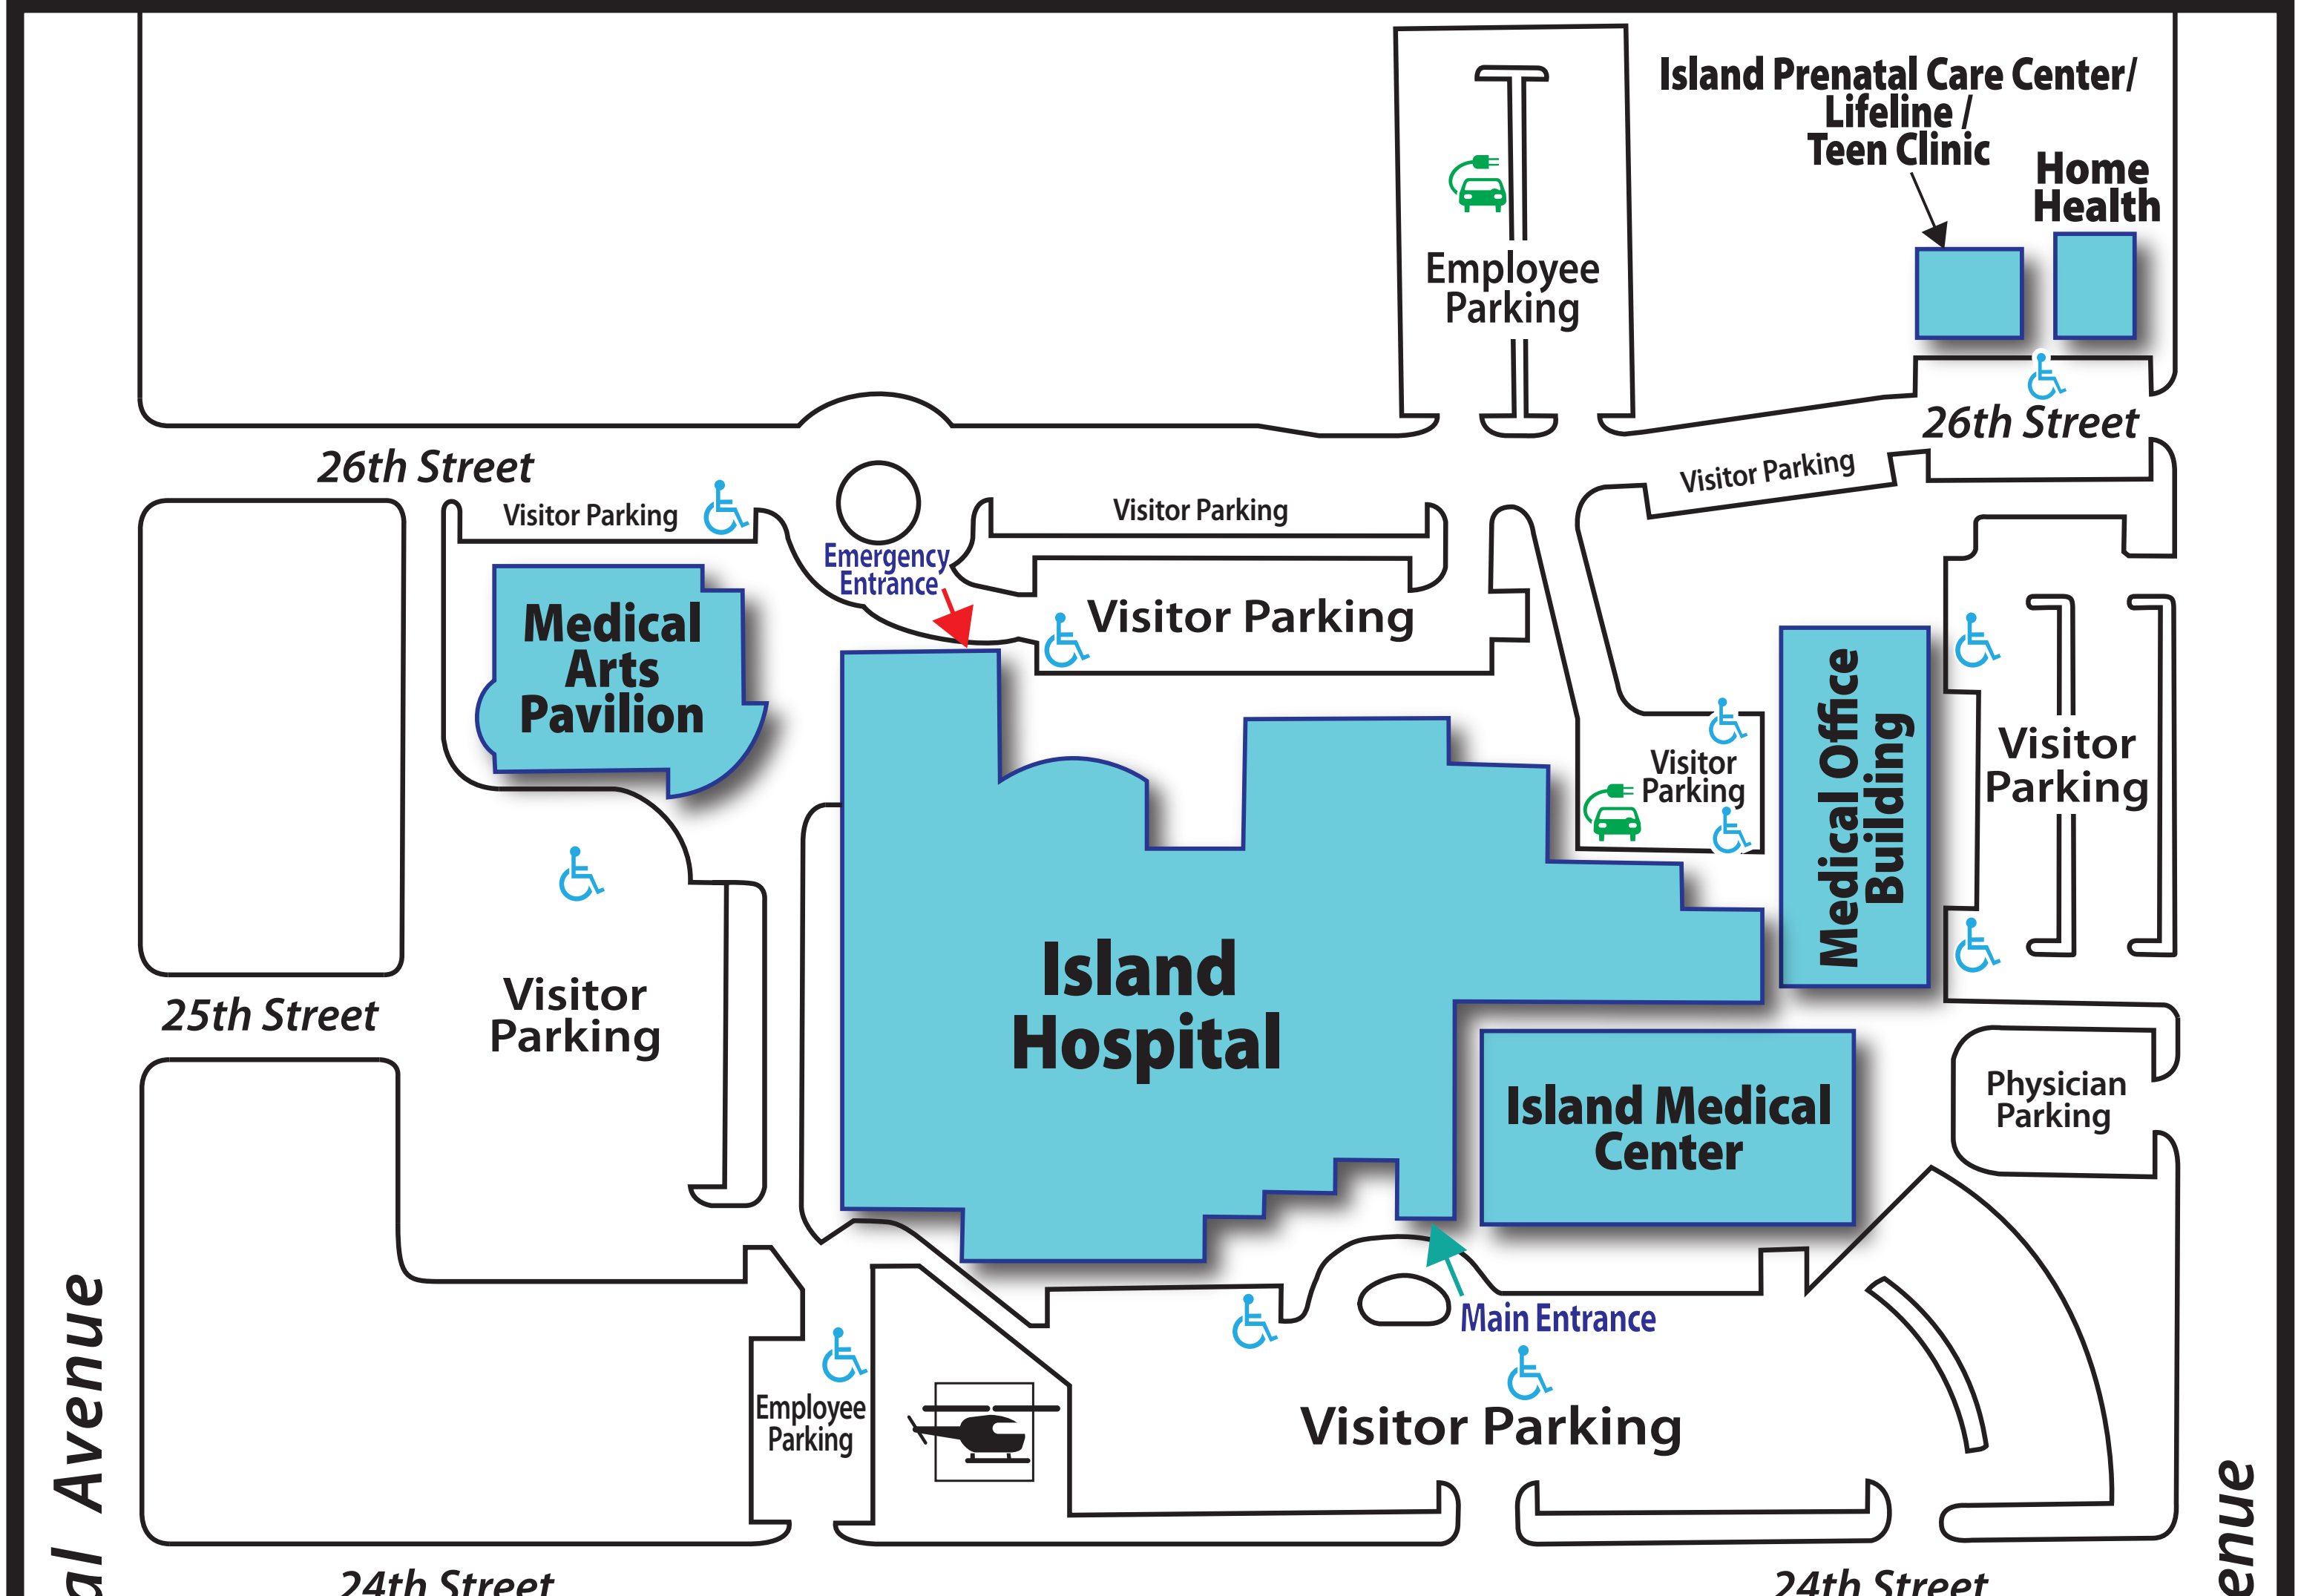 Island Prenatal Care Center/
Lifeline /
Teen Clinic
Home
Health
Employee
Parking
26th Street
26th Street
Visitor Parking
Visitor Parking
Visitor Parking
Emergency
Entrance
Visitor Parking
Medical
Arts
Pavilion
Visitor
Parking
Medical Office
Building
Visitor
Parking
Island
Hospital
Visitor
Parking
25th Street
Island Medical
Center
Physician
Parking
Main Entrance
Employee
Parking
Visitor Parking
Avenue
24th Street
24th Street